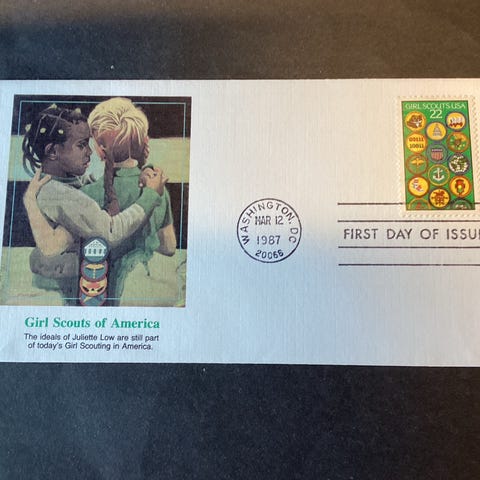 GIRL SCOUTS USA
22
WASHINGTON, DC
MAR 12
1987
20066
FIRST DAY OF ISSUE
Girl Scouts of America
The ideals of Juliette Low are still part
of today's Girl Scouting in America.